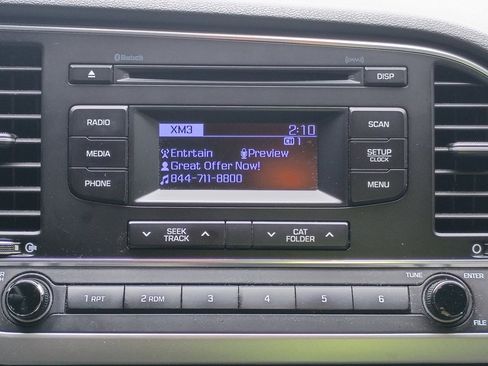 Bluetooth
DISP
RADIO
MEDIA
PHONE
XM3 2:10
CH 1
Entrtain Preview
Great Offer Now!
844-711-8800
SCAN
SETUP
CLOCK
MENU
SEEK
TRACK
CAT
FOLDER
TUNE ENTER
1 RPT 2 RDM 3 4 5 6
FILE